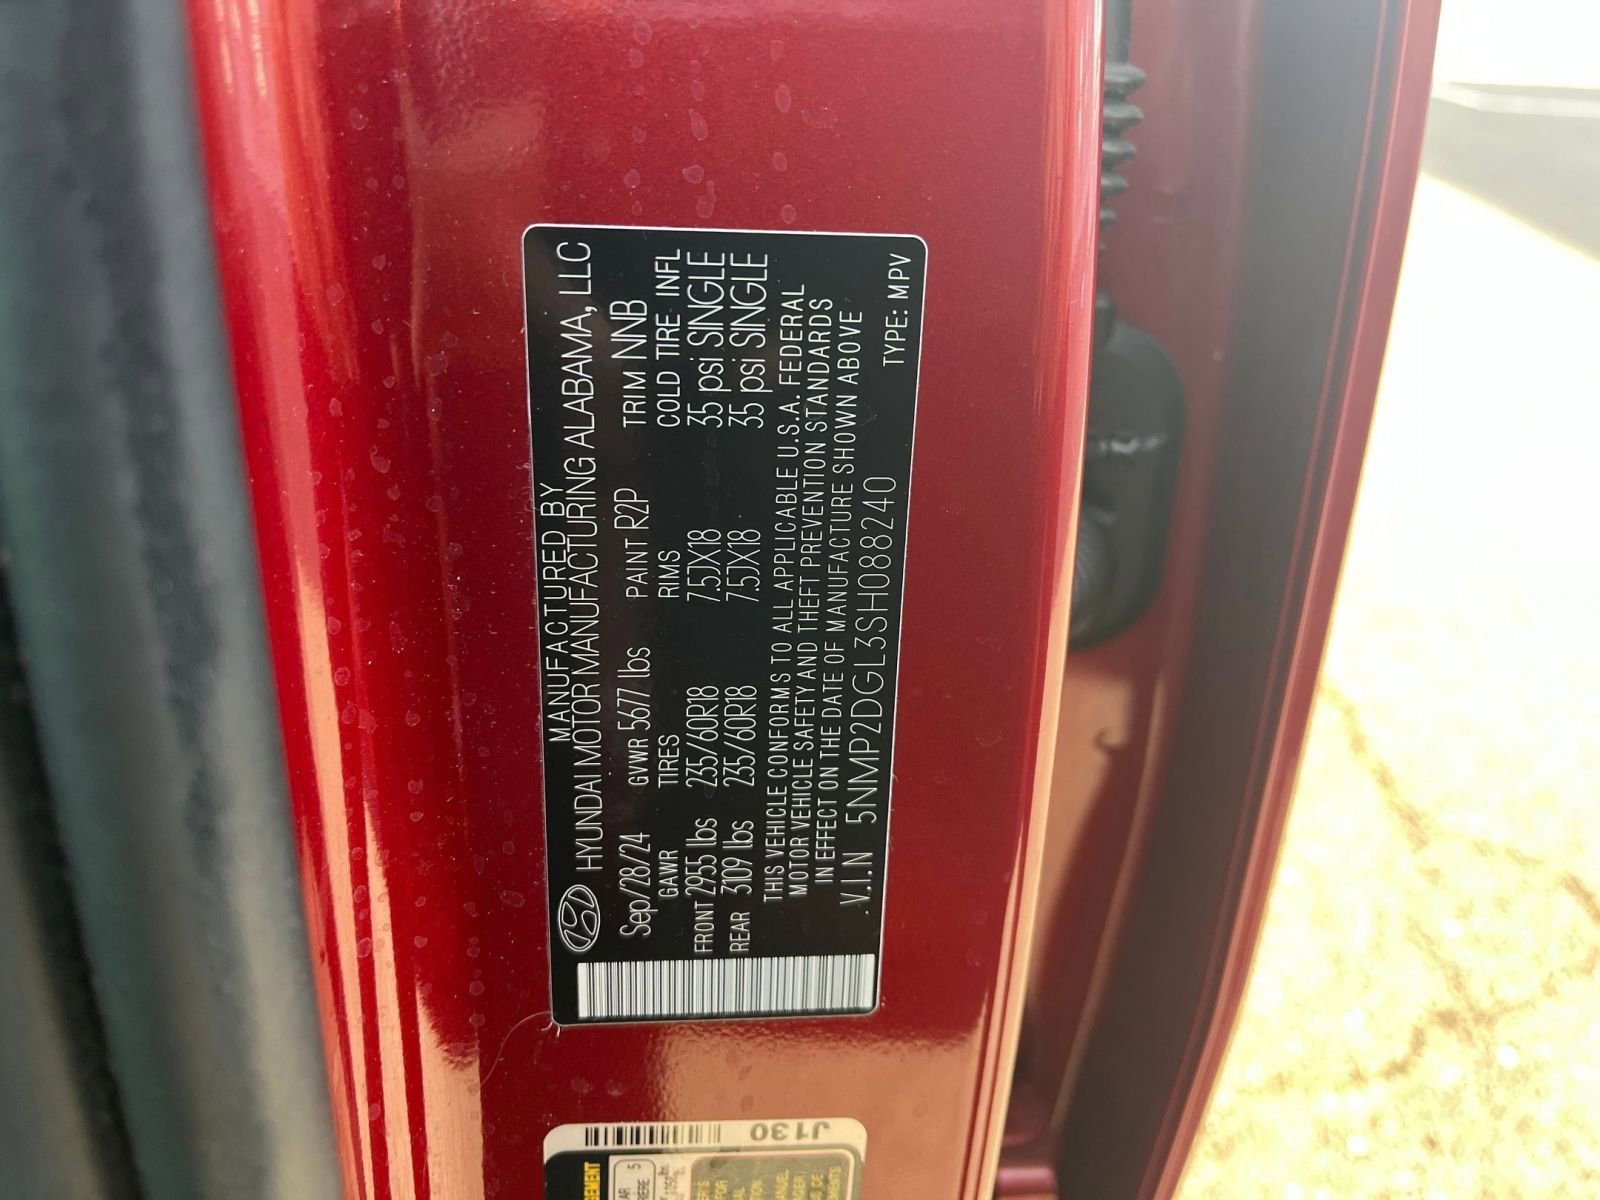 MANUFACTURED BY
HYUNDAI MOTOR MANUFACTURING ALABAMA, LLC
Sep/28/24 GVWR 5677 lbs PAINT R2P TRIM NNB
GAWR TIRES RIMS COLD TIRE INFL
FRONT 2955 lbs 235/60R18 7.5JX18 35 psi SINGLE
REAR 3109 lbs 235/60R18 7.5JX18 35 psi SINGLE
THIS VEHICLE CONFORMS TO ALL APPLICABLE U.S.A. FEDERAL
MOTOR VEHICLE SAFETY AND THEFT PREVENTION STANDARDS
IN EFFECT ON THE DATE OF MANUFACTURE SHOWN ABOVE
V.I.N 5NMP2DGL3SH088240 TYPE: MPV
J130
5